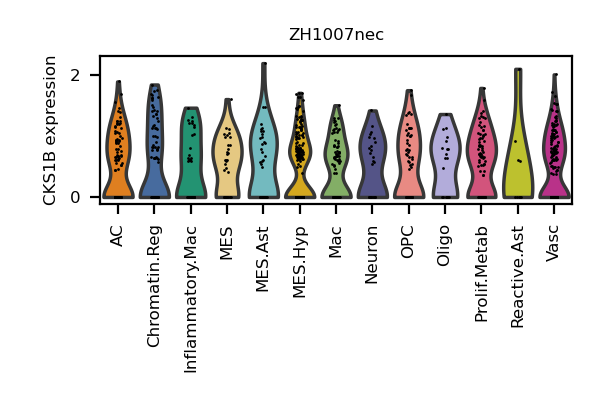 ZH1007nec
CKS1B expression
2
0
AC
Chromatin.Reg
Inflammatory.Mac
MES
MES.Ast
MES.Hyp
Mac
Neuron
OPC
Oligo
Prolif.Metab
Reactive.Ast
Vasc